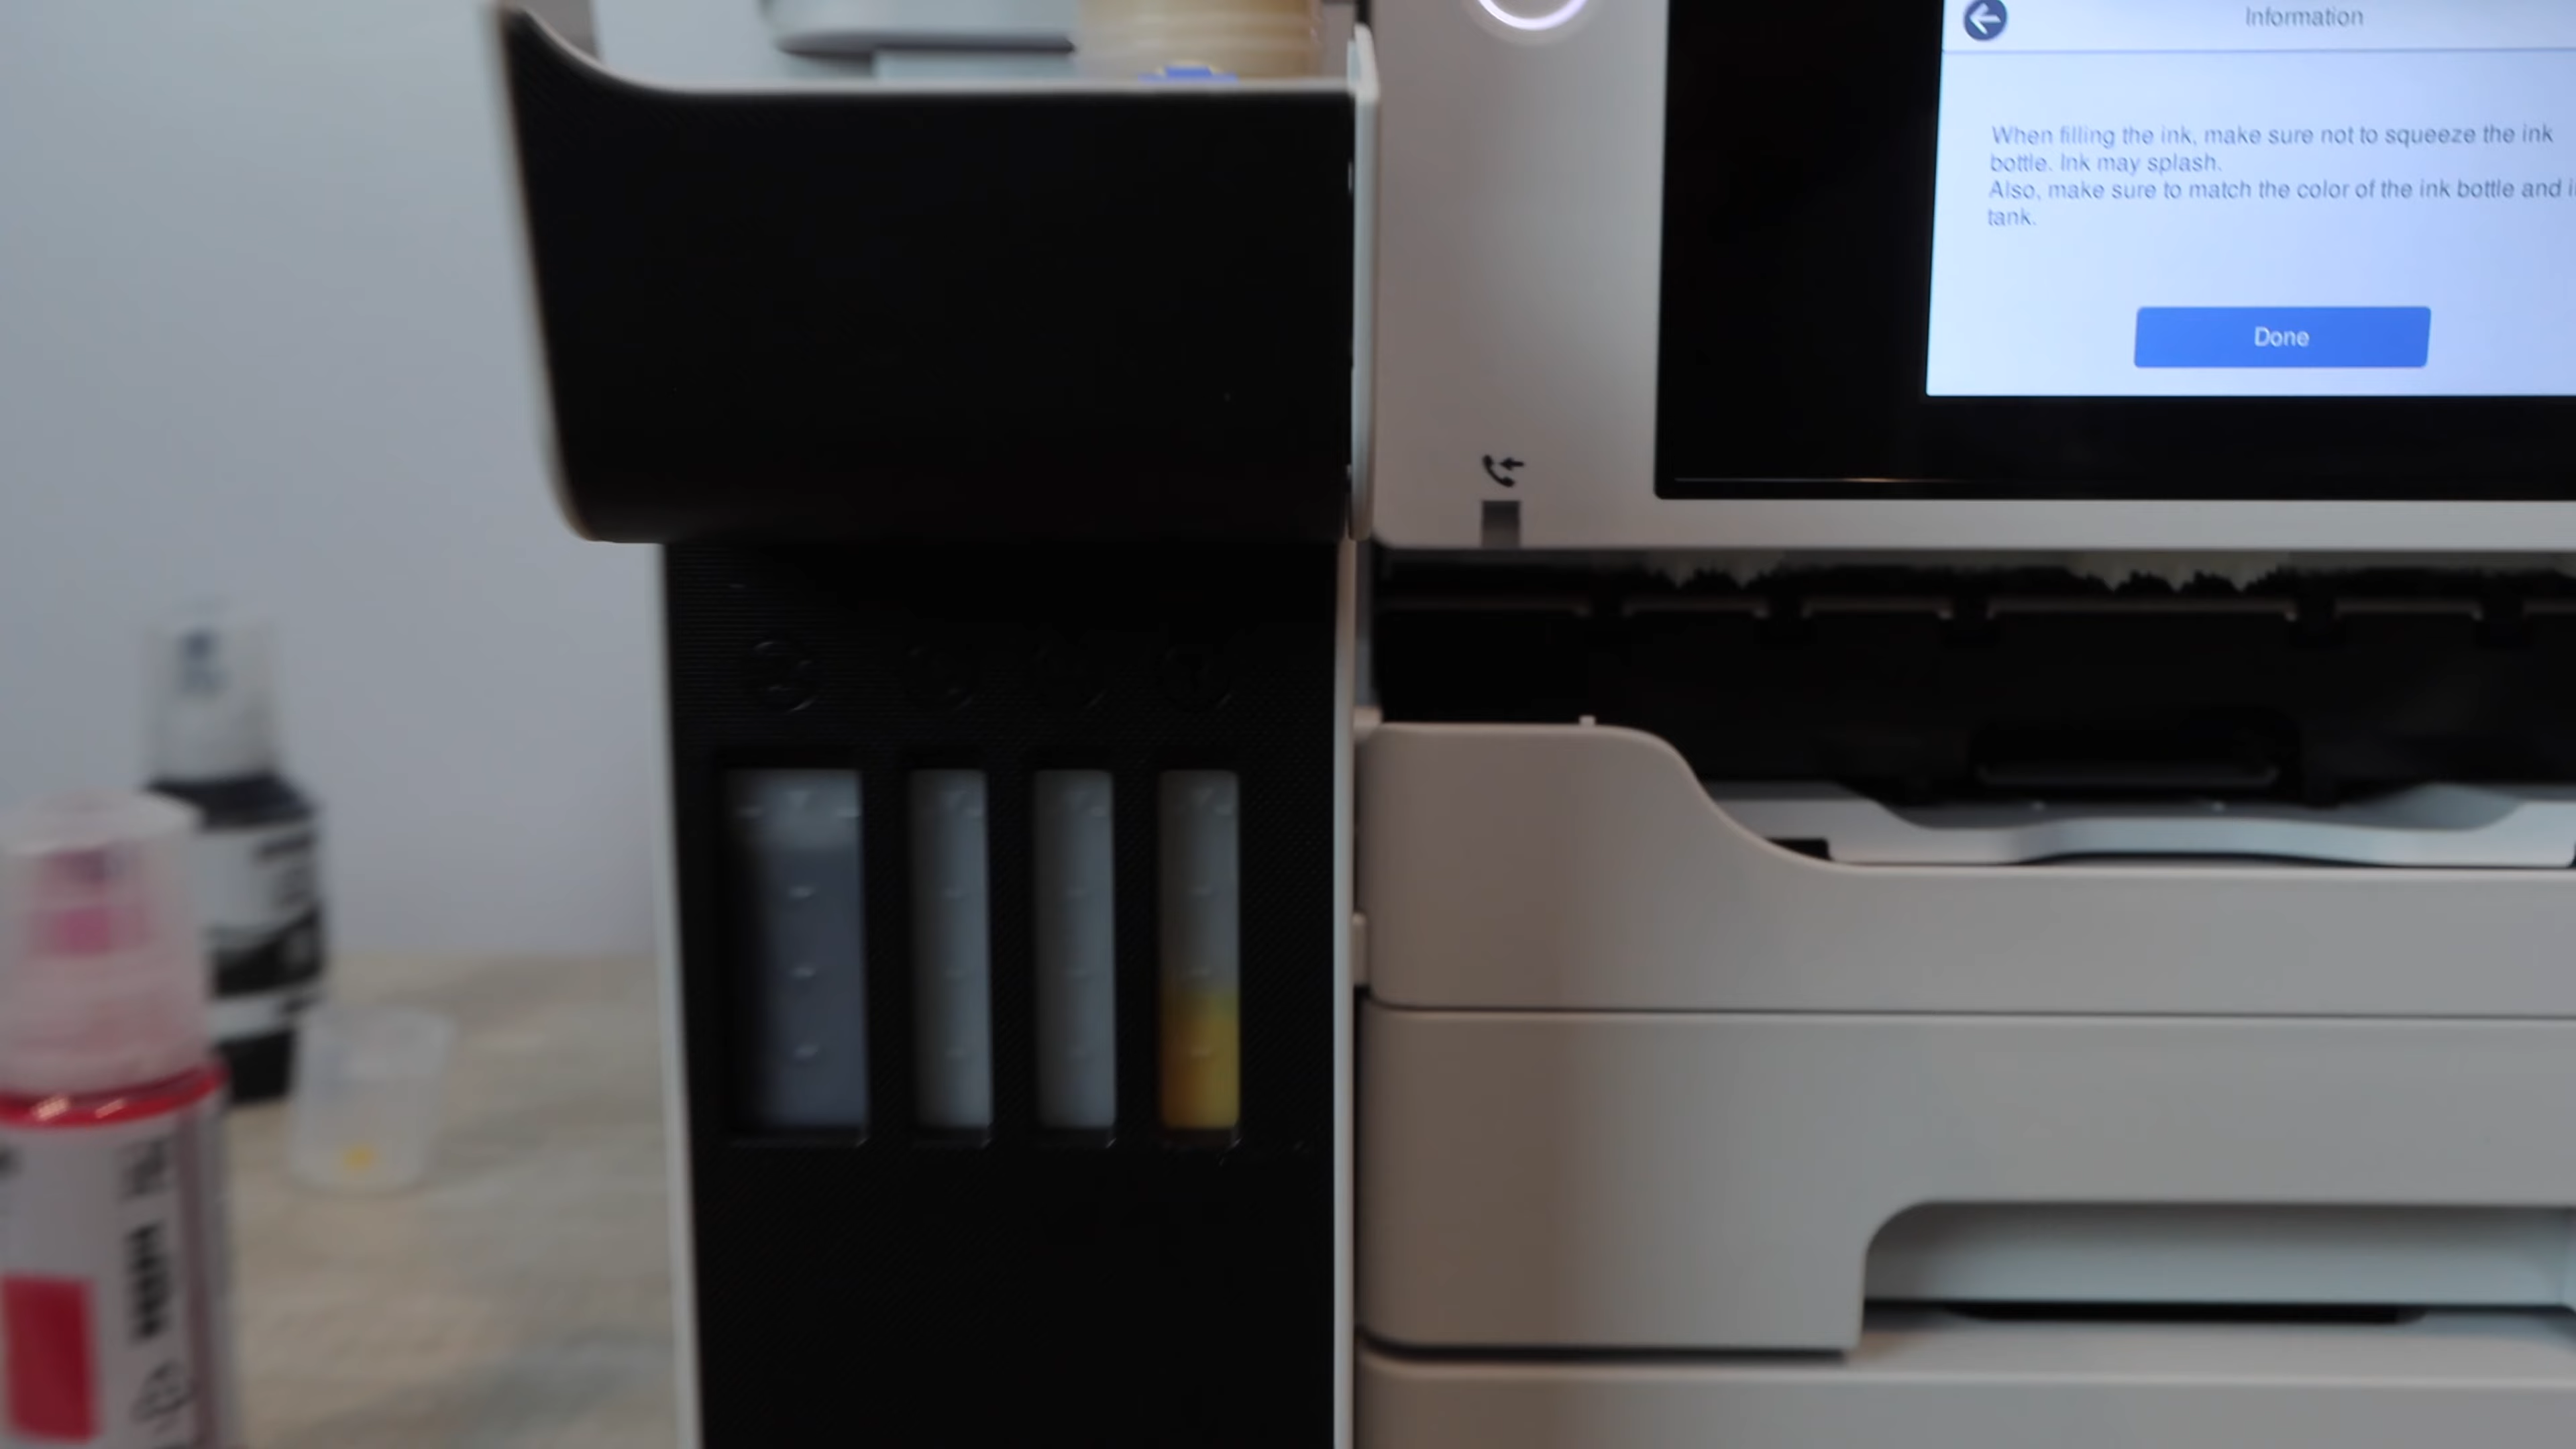 Information
When filling the ink, make sure not to squeeze the ink
bottle. Ink may splash.
Also, make sure to match the color of the ink bottle and
tank.
Done